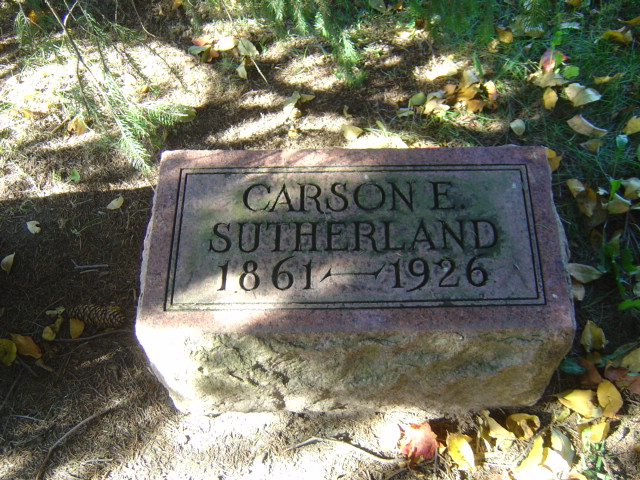 CARSON E.
SUTHERLAND
1861—1926